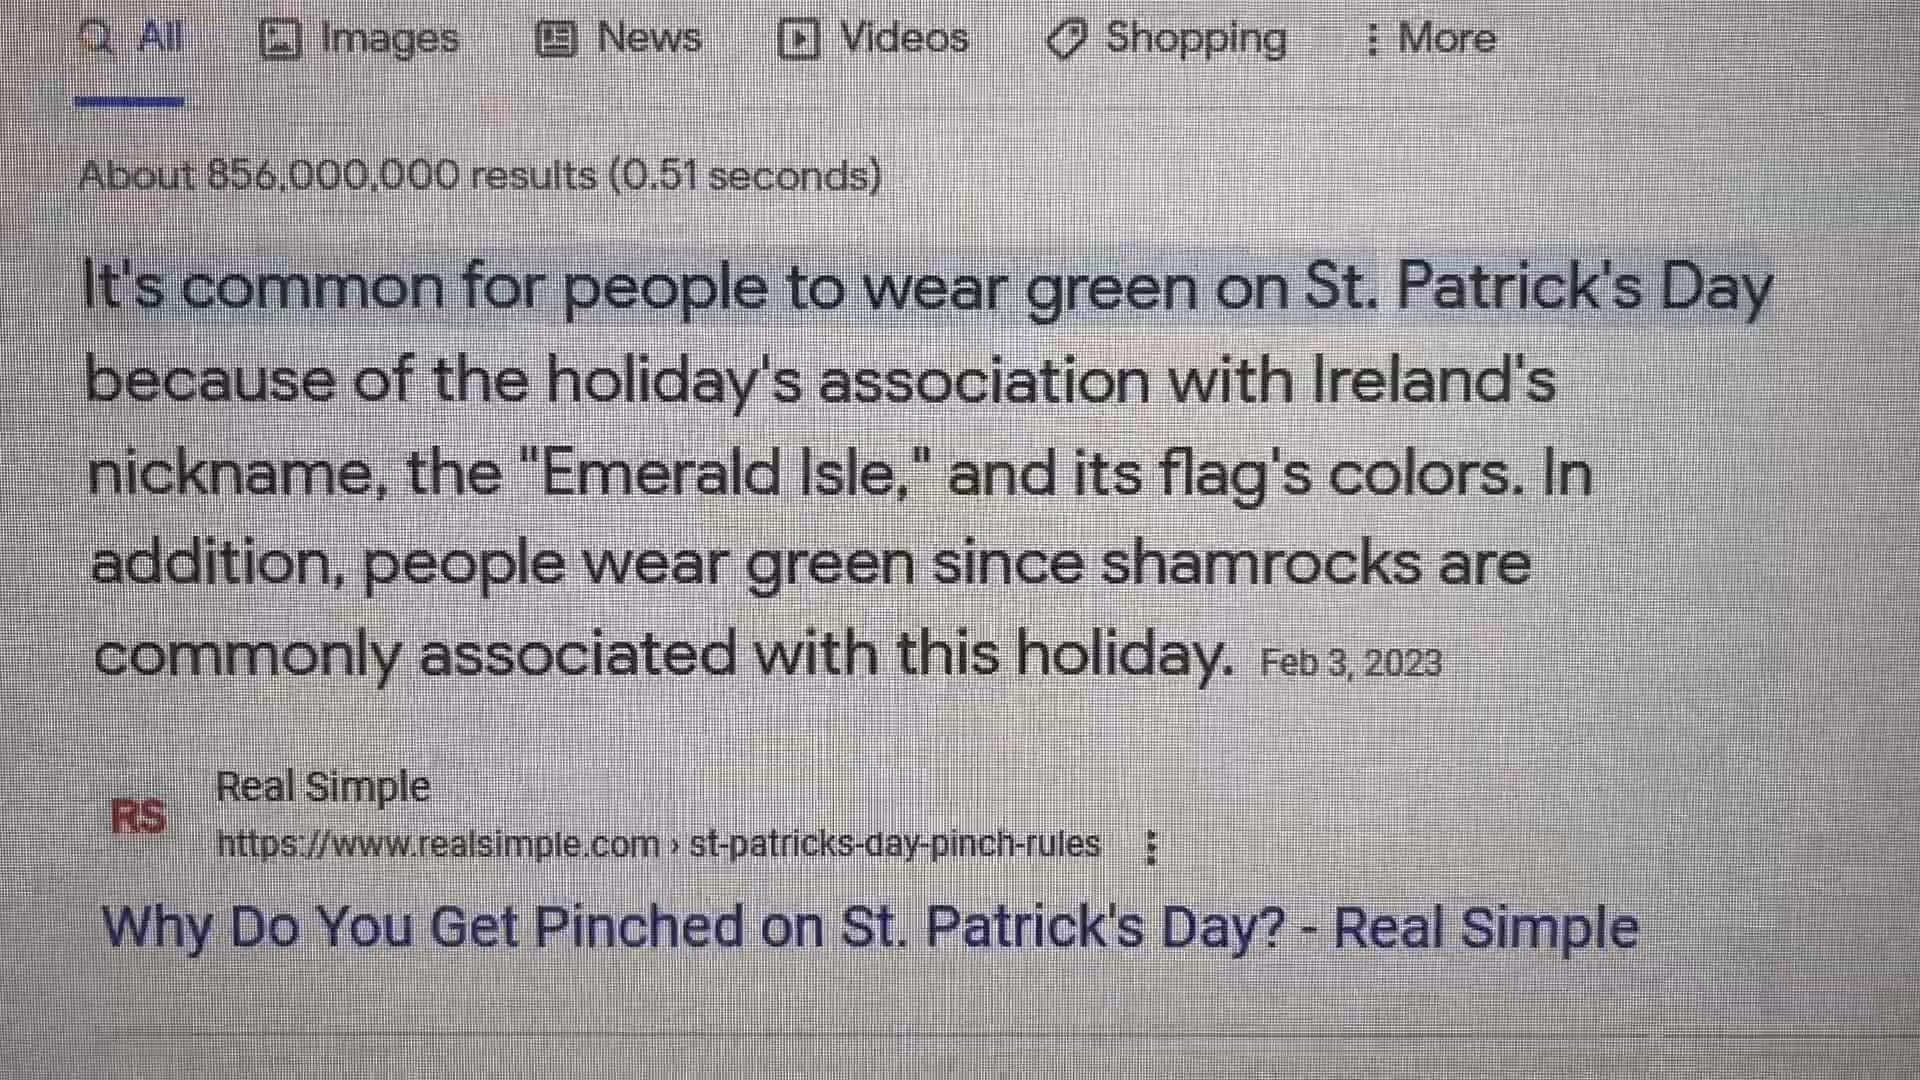 All Images News Videos Shopping More
About 856,000,000 results (0.51 seconds)
It's common for people to wear green on St. Patrick's Day
because of the holiday's association with Ireland's
nickname, the "Emerald Isle," and its flag's colors. In
addition, people wear green since shamrocks are
commonly associated with this holiday. Feb 3, 2023
RS
Real Simple
https://www.realsimple.com › st-patricks-day-pinch-rules
Why Do You Get Pinched on St. Patrick's Day? - Real Simple